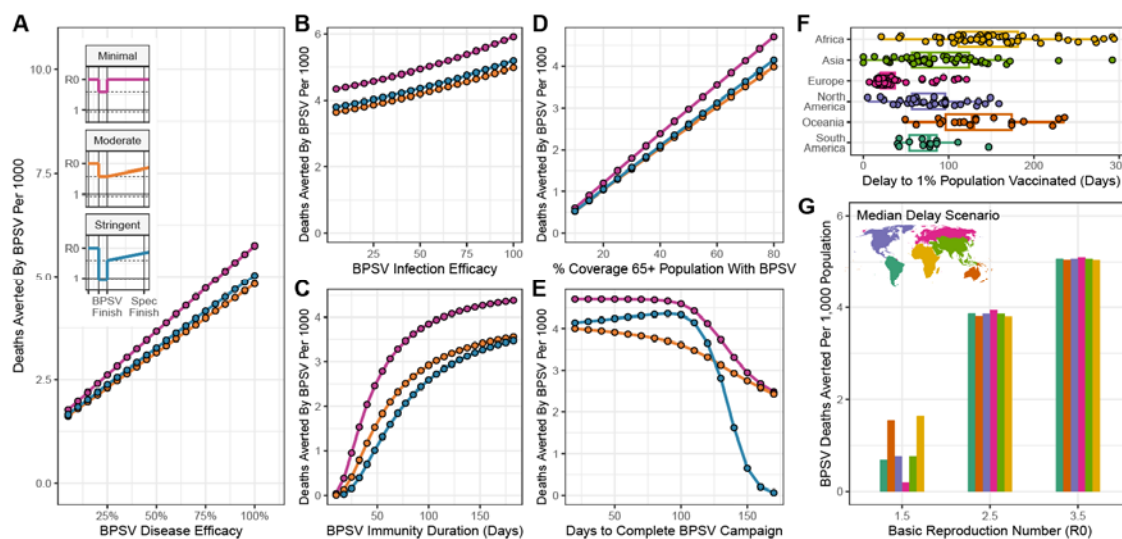 A
Deaths Averted By BPSV Per 1000
10.0
7.5
5.0
2.5
0.0
Minimal
R0
1
Moderate
R0
1
Stringent
R0
1
BPSV
Finish
Spec
Finish
25%
50%
75%
100%
BPSV Disease Efficacy
B
Deaths Averted By BPSV Per 1000
6
4
2
0
25
50
75
100
BPSV Infection Efficacy
C
Deaths Averted By BPSV Per 1000
4
3
2
1
0
50
100
150
BPSV Immunity Duration (Days)
D
Deaths Averted By BPSV Per 1000
4
3
2
1
0
20
40
60
80
% Coverage 65+ Population With BPSV
E
Deaths Averted By BPSV Per 1000
4
3
2
1
0
50
100
150
Days to Complete BPSV Campaign
F
Africa
Asia
Europe
North
America
Oceania
South
America
0
100
200
300
Delay to 1% Population Vaccinated (Days)
G
Median Delay Scenario
BPSV Deaths Averted Per 1,000 Population
6
4
2
0
1.5
2.5
3.5
Basic Reproduction Number (R0)